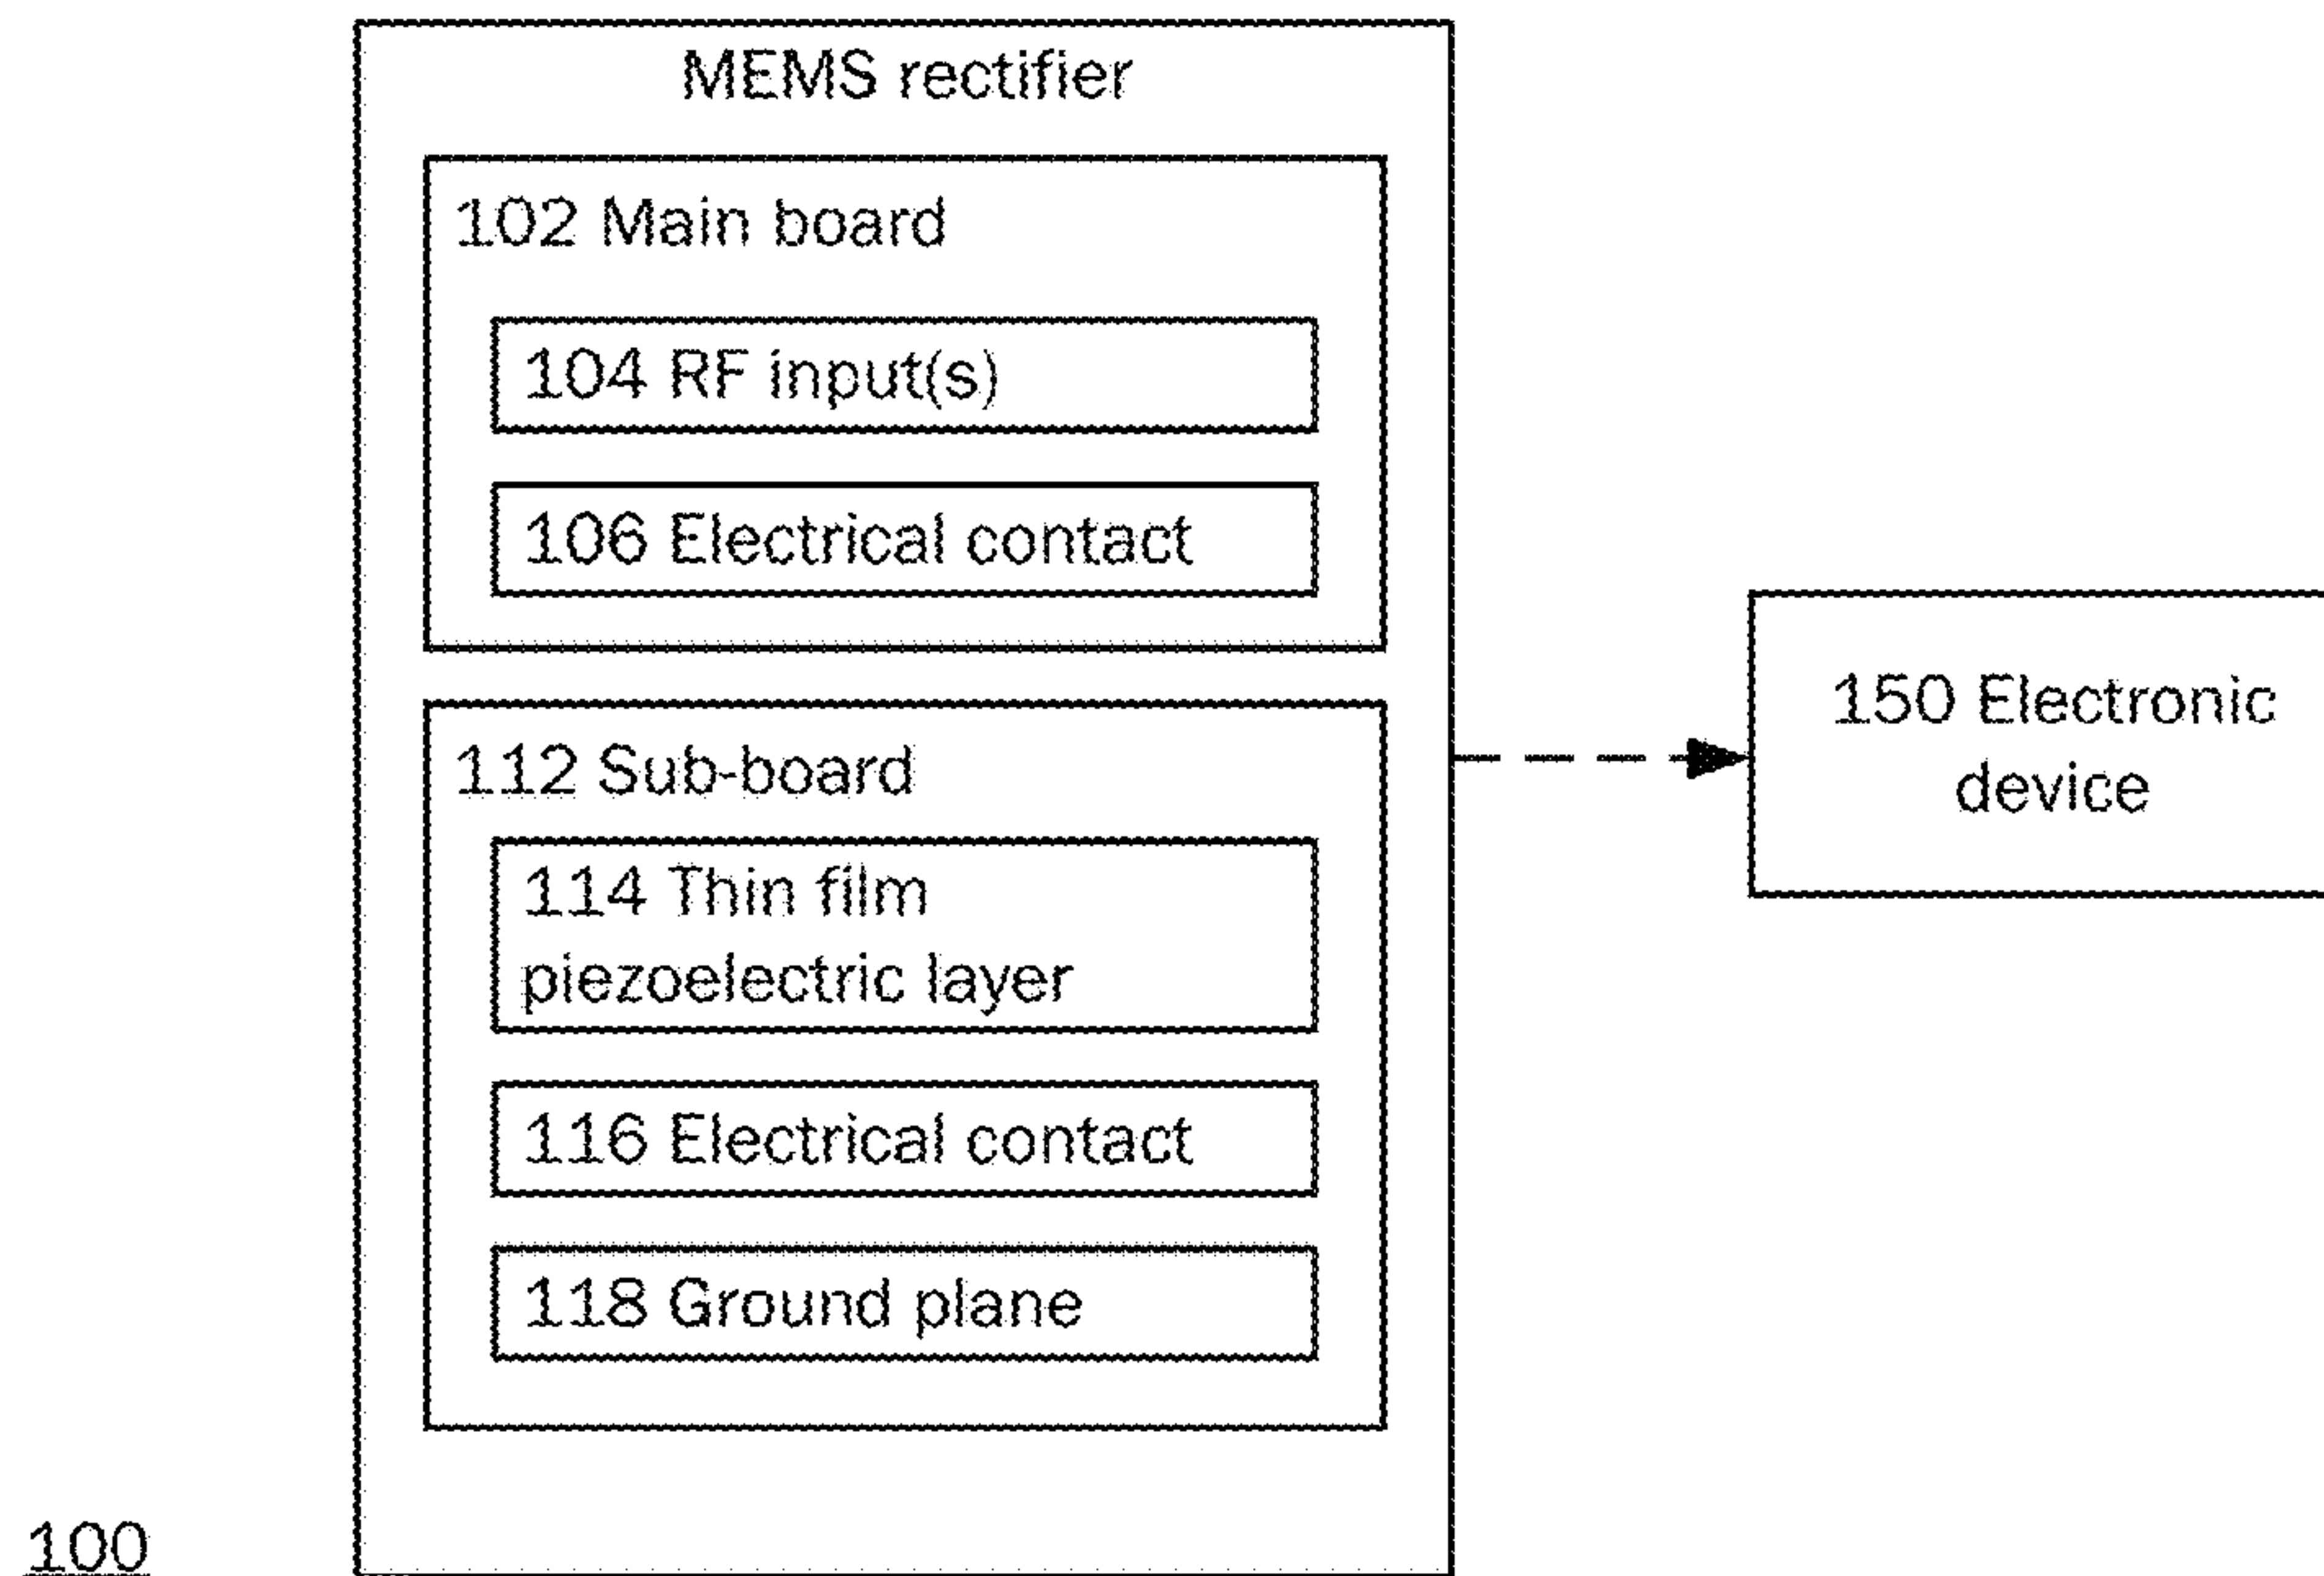 MEMS rectifier
102 Main board
104 RF input(s)
106 Electrical contact
112 Sub-board
114 Thin film
piezoelectric layer
116 Electrical contact
118 Ground plane
150 Electronic
device
100